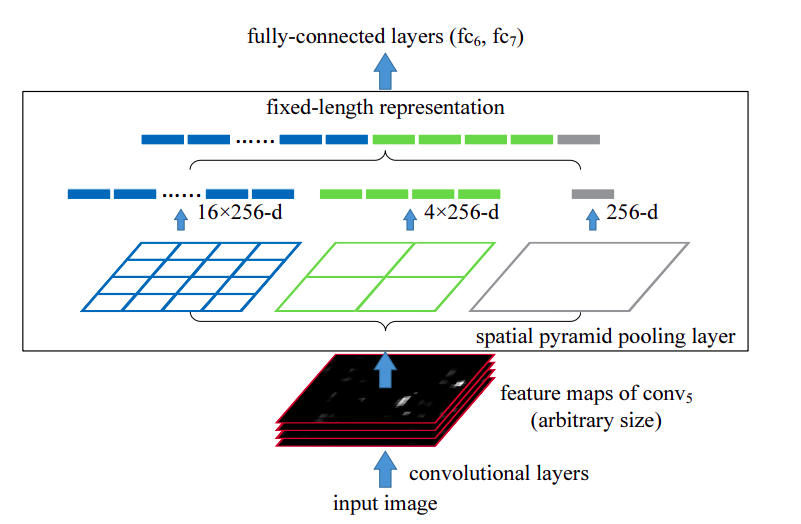 fully-connected layers (fc₆, fc₇)
fixed-length representation
......
......
16×256-d
4×256-d
256-d
spatial pyramid pooling layer
feature maps of conv₅
(arbitrary size)
convolutional layers
input image